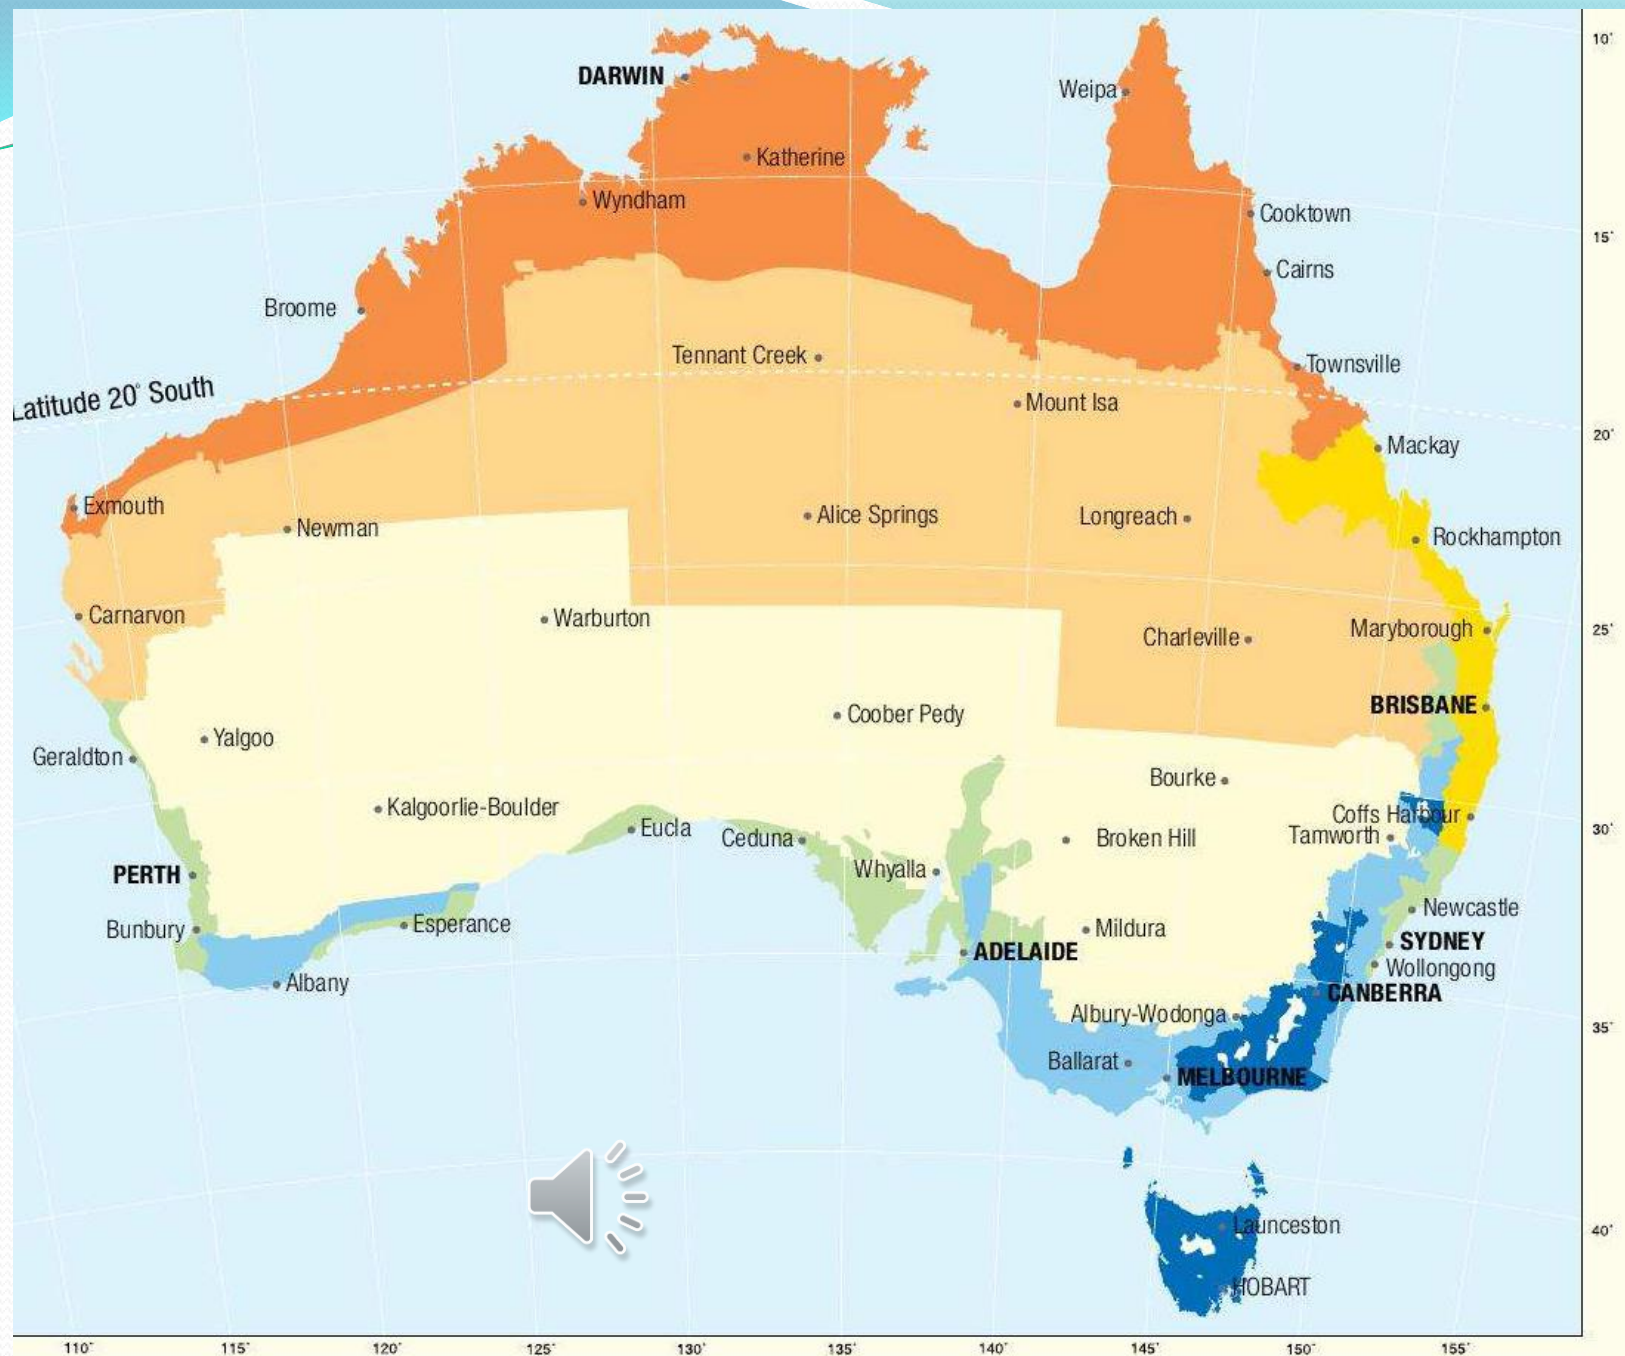 10°
DARWIN
Weipa
Katherine
Wyndham
Cooktown
15°
Cairns
Broome
Tennant Creek
Townsville
Latitude 20° South
Mount Isa
20°
Mackay
Exmouth
Newman
Alice Springs
Longreach
Rockhampton
Carnarvon
Warburton
Charleville
Maryborough
25°
BRISBANE
Coober Pedy
Yalgoo
Geraldton
Bourke
Kalgoorlie-Boulder
Coffs Harbour
Eucla
Ceduna
Broken Hill
Tamworth
30°
Whyalla
PERTH
Newcastle
Bunbury
Esperance
Mildura
SYDNEY
ADELAIDE
Wollongong
Albany
CANBERRA
Albury-Wodonga
35°
Ballarat
MELBOURNE
Launceston
40°
HOBART
110° 115° 120° 125° 130° 135° 140° 145° 150° 155°